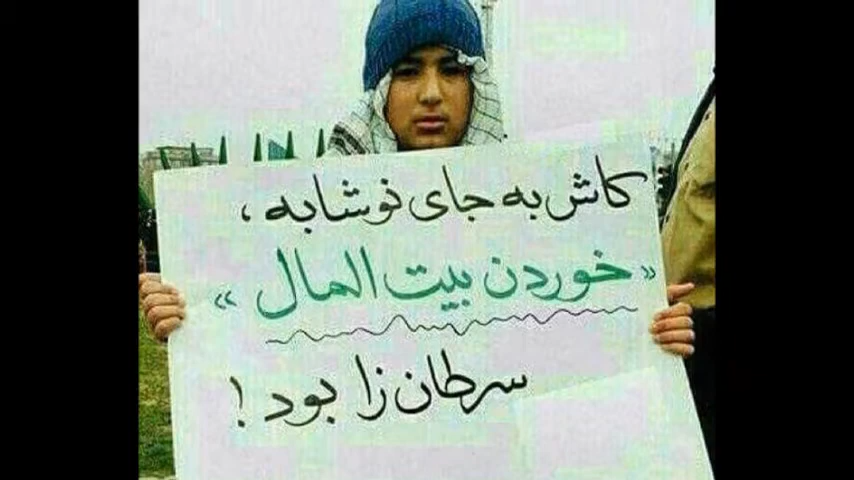 کاش به جای نوشابه،
«خوردن بیت المال»
سرطان زا بود!